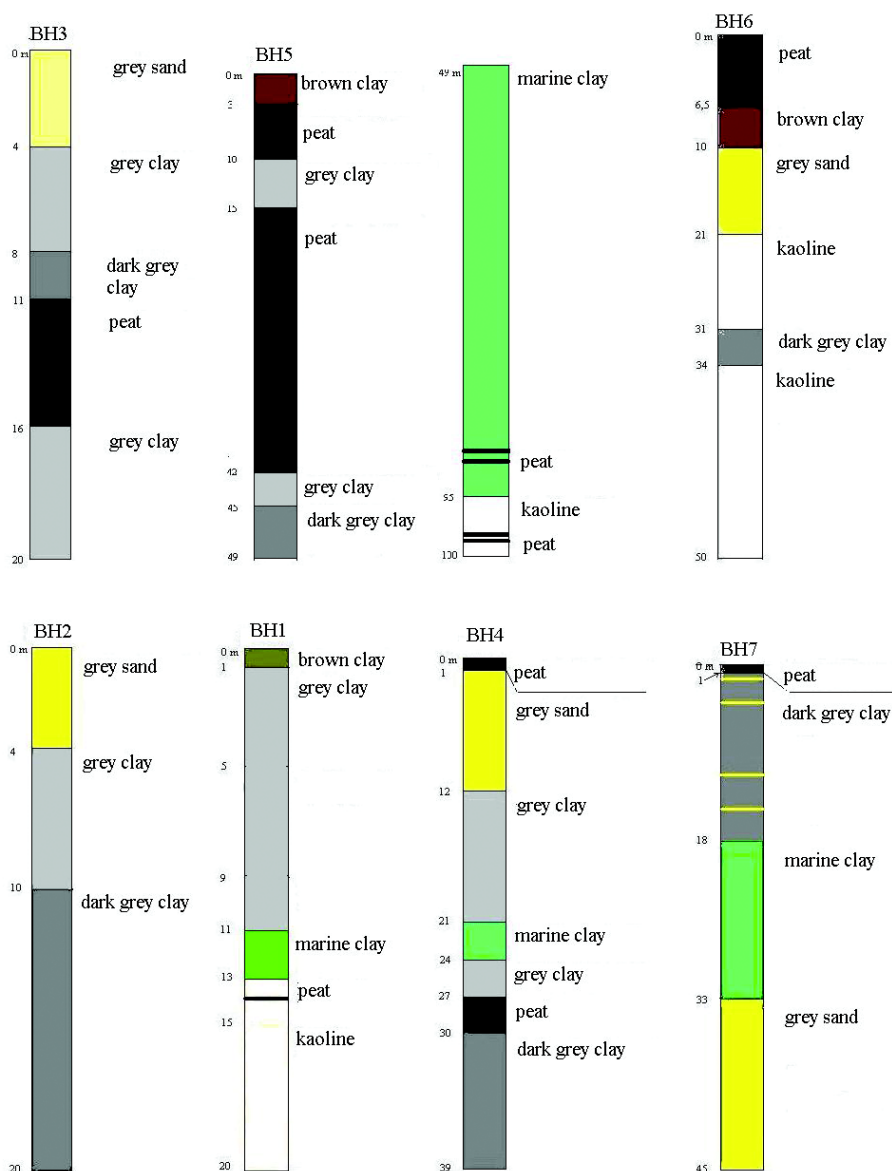 BH3
0 m
grey sand
4
grey clay
8
dark grey
clay
11
peat
16
grey clay
20
BH5
0 m
brown clay
peat
10
grey clay
15
peat
42
grey clay
45
dark grey clay
49
49 m
marine clay
peat
95
kaoline
peat
100
BH6
0 m
peat
6,5
brown clay
10
grey sand
21
kaoline
31
dark grey clay
34
kaoline
50
BH2
0 m
grey sand
4
grey clay
10
dark grey clay
20
BH1
0 m
brown clay
1
grey clay
5
9
11
marine clay
13
peat
15
kaoline
20
BH4
0 m
peat
1
grey sand
12
grey clay
21
marine clay
24
grey clay
27
peat
30
dark grey clay
39
BH7
0 m
peat
1
dark grey clay
18
marine clay
33
grey sand
45